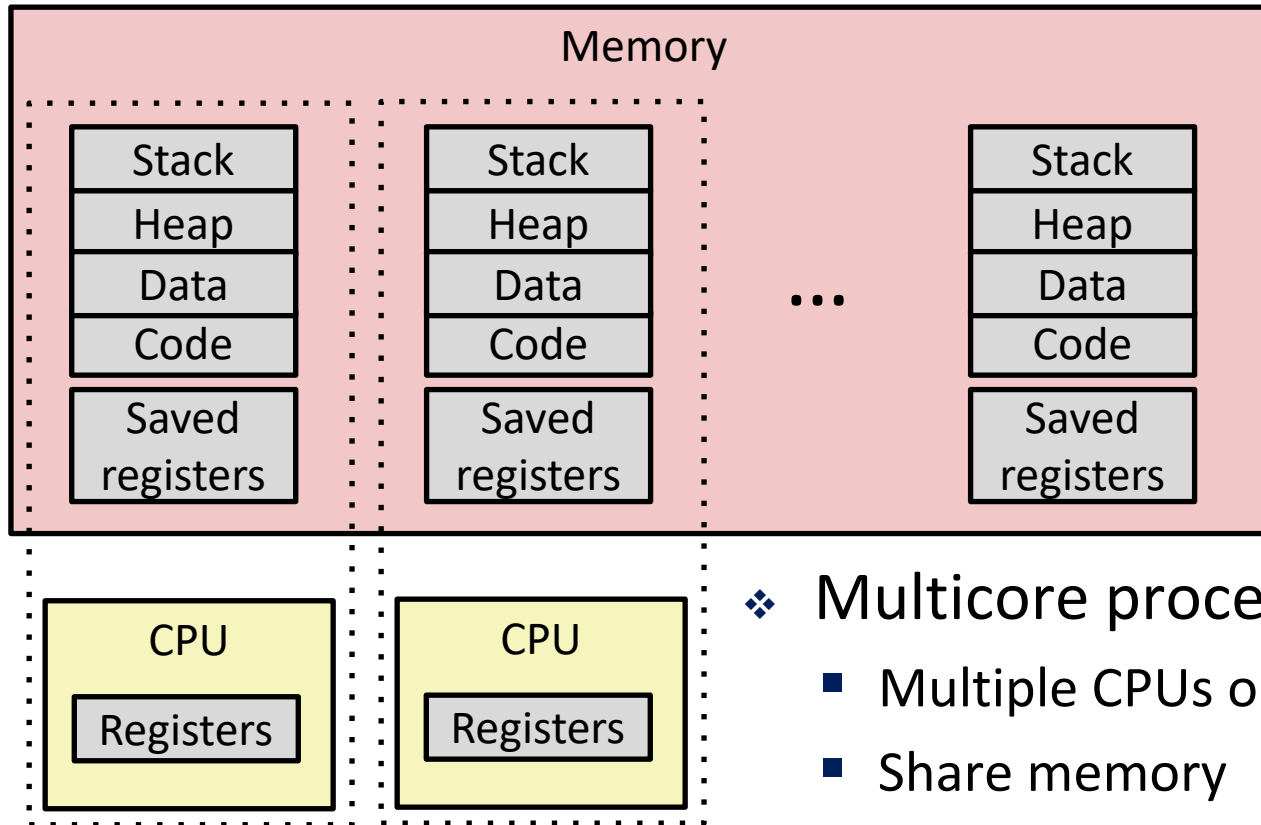 Memory
Stack
Heap
Data
Code
Saved
registers
Stack
Heap
Data
Code
Saved
registers
...
Stack
Heap
Data
Code
Saved
registers
CPU
Registers
CPU
Registers
❖ Multicore proce
▪ Multiple CPUs o
▪ Share memory